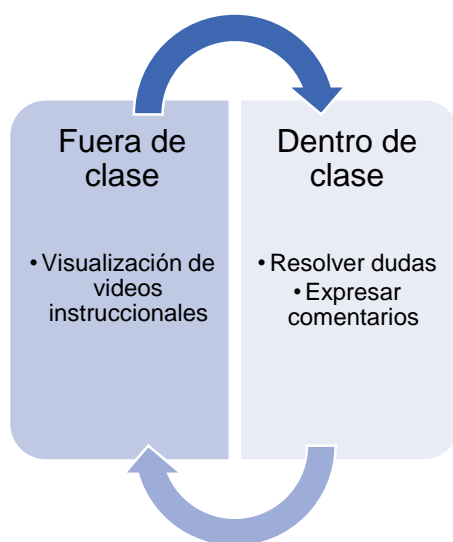 Fuera de
clase
• Visualización de
videos
instruccionales
Dentro de
clase
• Resolver dudas
• Expresar
comentarios